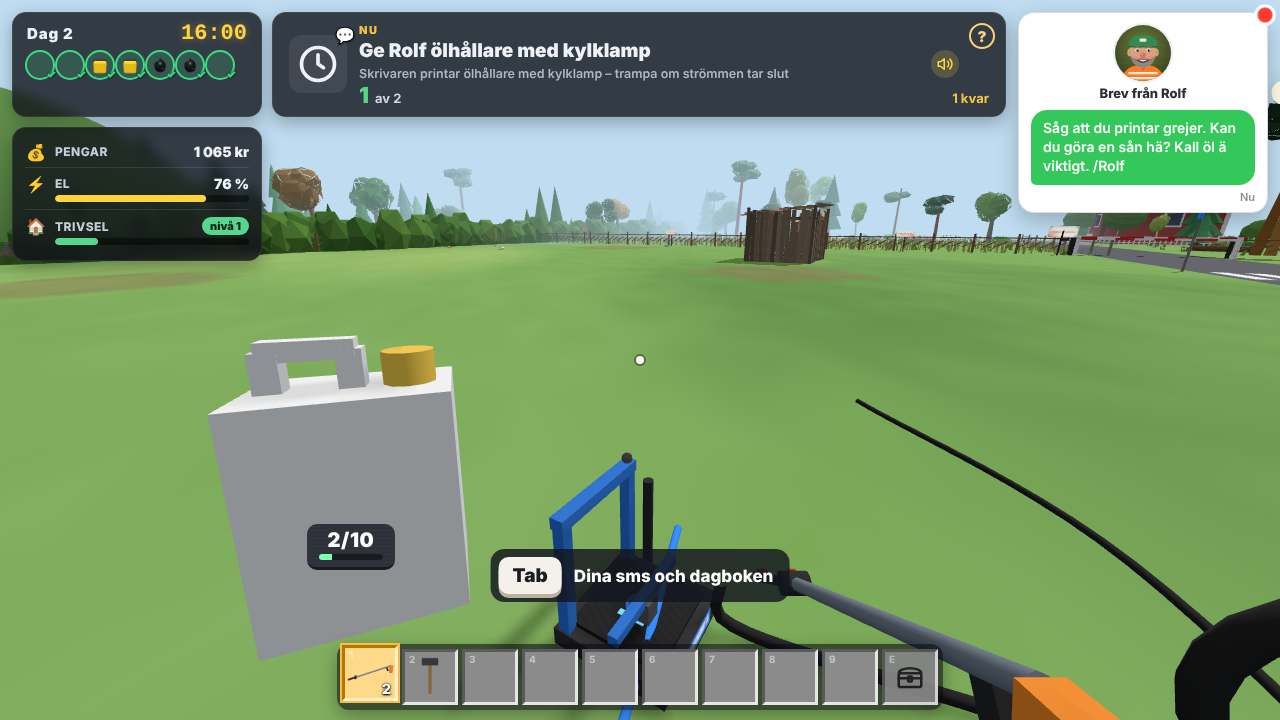 Dag 2
16:00
NU
Ge Rolf ölhållare med kylklamp
Skrivaren printar ölhållare med kylklamp – trampa om strömmen tar slut
1 av 2
1 kvar
?
Brev från Rolf
Såg att du printar grejer. Kan
du göra en sån hä? Kall öl ä
viktigt. /Rolf
Nu
PENGAR
1 065 kr
EL
76 %
TRIVSEL
nivå 1
2/10
Tab
Dina sms och dagboken
1
2
2
3
4
5
6
7
8
9
E